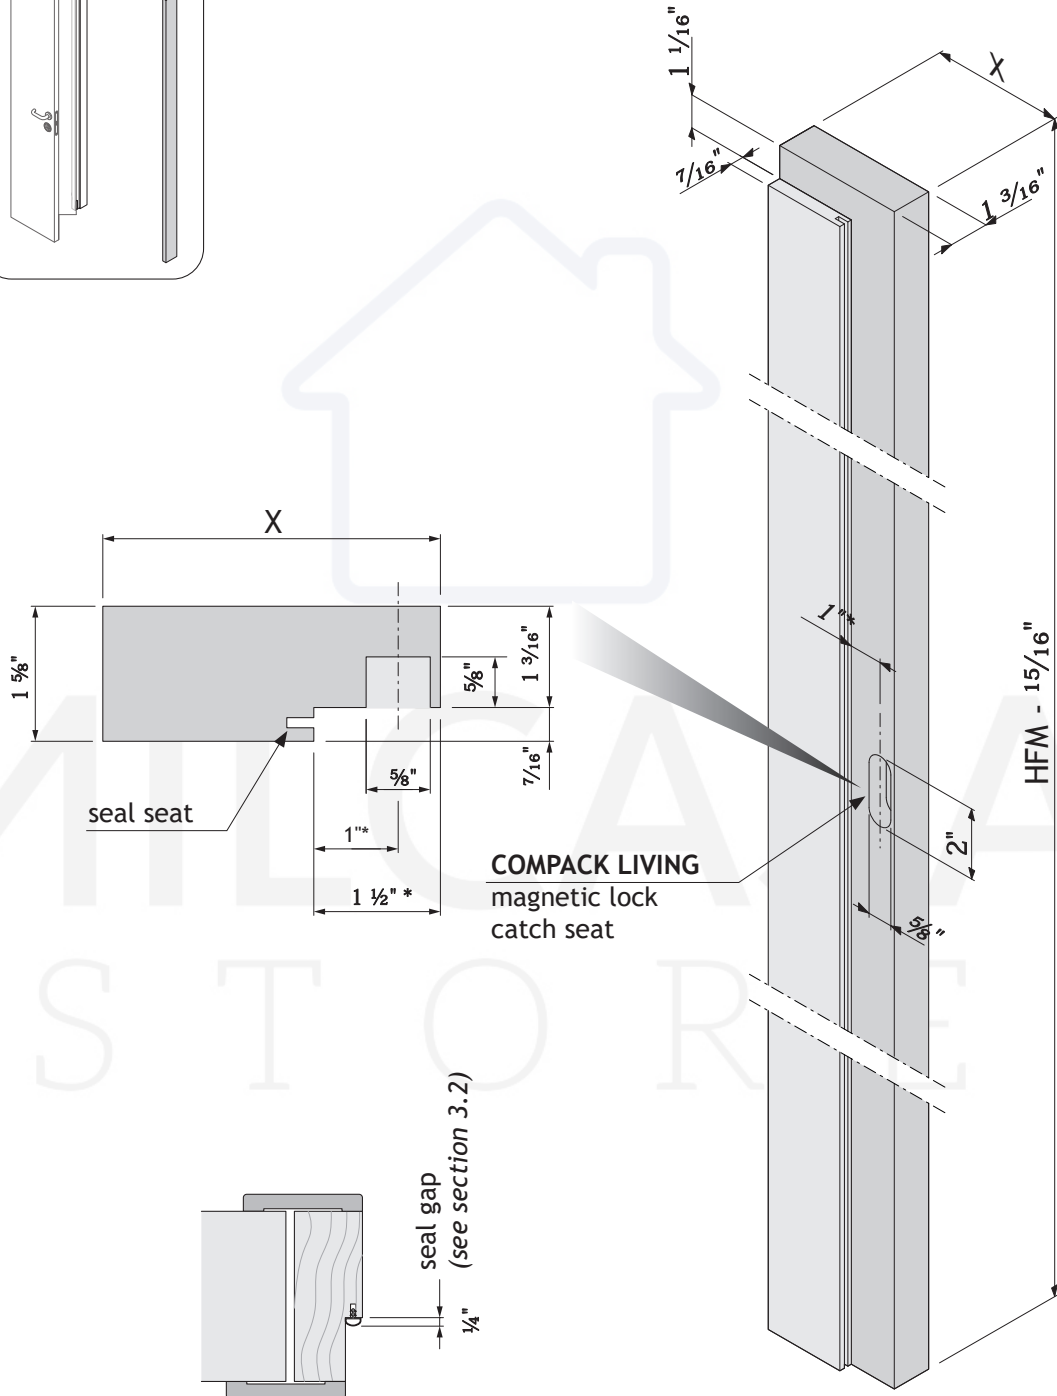 1 1/16"
X
7/16"
1 3/16"
X
1 ⅝"
⅝"
1 3/16"
1"*
HFM - 15/16"
7/16"
⅝"
seal seat
1"*
2"
COMPACK LIVING
magnetic lock
catch seat
1 ½" *
⅝"
MILCASA
STORE
seal gap
(see section 3.2)
¼"